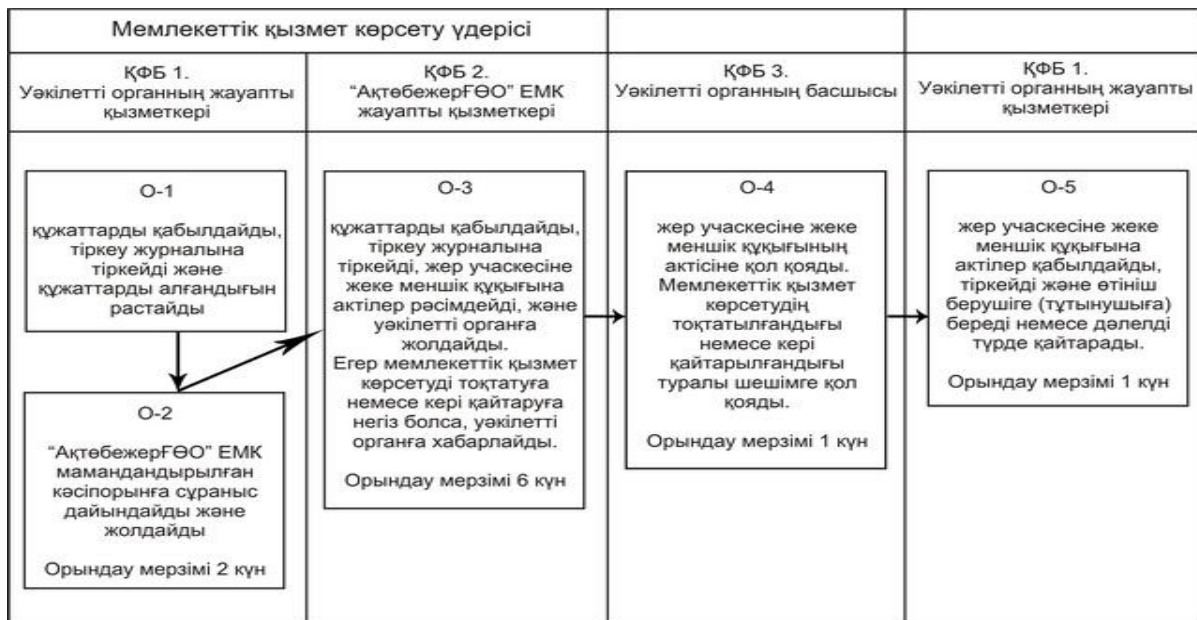 Мемлекеттік қызмет көрсету үдерісі
ҚФБ 1.
Уәкілетті органның жауапты
қызметкері
ҚФБ 2.
“АқтөбежерҒӨО” ЕМК
жауапты қызметкері
ҚФБ 3.
Уәкілетті органның басшысы
ҚФБ 1.
Уәкілетті органның жауапты
қызметкері
О-1
құжаттарды қабылдайды,
тіркеу журналына
тіркейді және
құжаттарды алғандығын
растайды
О-2
“АқтөбежерҒӨО” ЕМК
мамандандырылған
кәсіпорынға сұраныс
дайындайды және
жолдайды
Орындау мерзімі 2 күн
О-3
құжаттарды қабылдайды,
тіркеу журналына
тіркейді, жер учаскесіне
жеке меншік құқығына
актілер рәсімдейді, және
уәкілетті органға
жолдайды.
Егер мемлекеттік қызмет
көрсетуді тоқтатуға
немесе кері қайтаруға
негіз болса, уәкілетті
органға хабарлайды.
Орындау мерзімі 6 күн
О-4
жер учаскесіне жеке
меншік құқығының
актісіне қол қояды.
Мемлекеттік қызмет
көрсетудің
тоқтатылғандығы
немесе кері
қайтарылғандығы
туралы шешімге қол
қояды.
Орындау мерзімі 1 күн
О-5
жер учаскесіне жеке
меншік құқығына
актілер қабылдайды,
тіркейді және өтініш
берушіге (тұтынушыға)
береді немесе дәлелді
түрде қайтарады.
Орындау мерзімі 1 күн